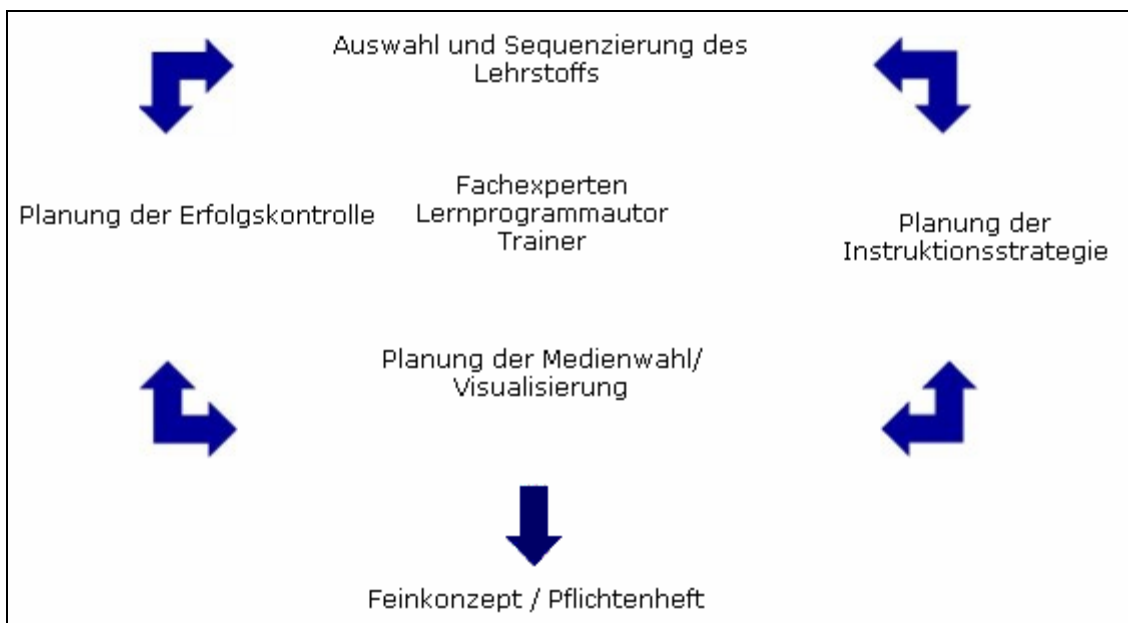 Auswahl und Sequenzierung des
Lehrstoffs
Planung der Erfolgskontrolle
Fachexperten
Lernprogrammautor
Trainer
Planung der
Instruktionsstrategie
Planung der Medienwahl/
Visualisierung
Feinkonzept / Pflichtenheft